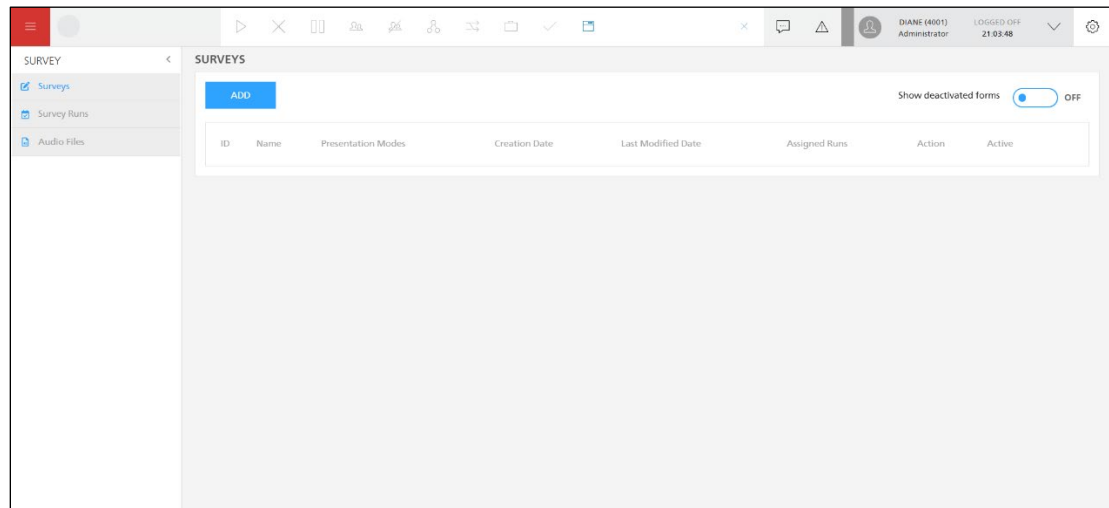 DIANE (4001) LOGGED OFF
Administrator 21:03:48
SURVEY
Surveys
Survey Runs
Audio Files
SURVEYS
ADD
Show deactivated forms OFF
ID Name Presentation Modes Creation Date Last Modified Date Assigned Runs Action Active